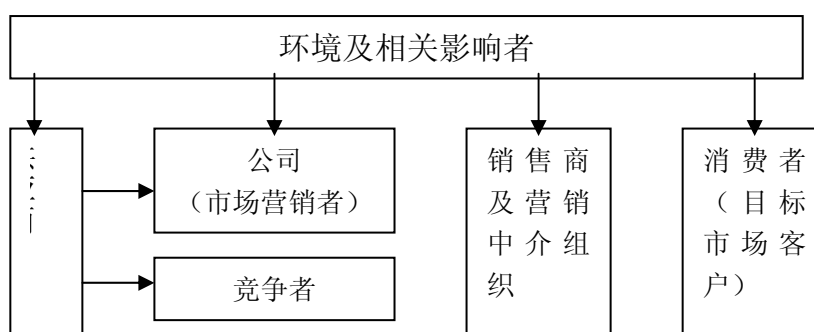 环境及相关影响者
公司
（市场营销者）
竞争者
销售商
及营销
中介组
织
消费者
（目标
市场客
户）